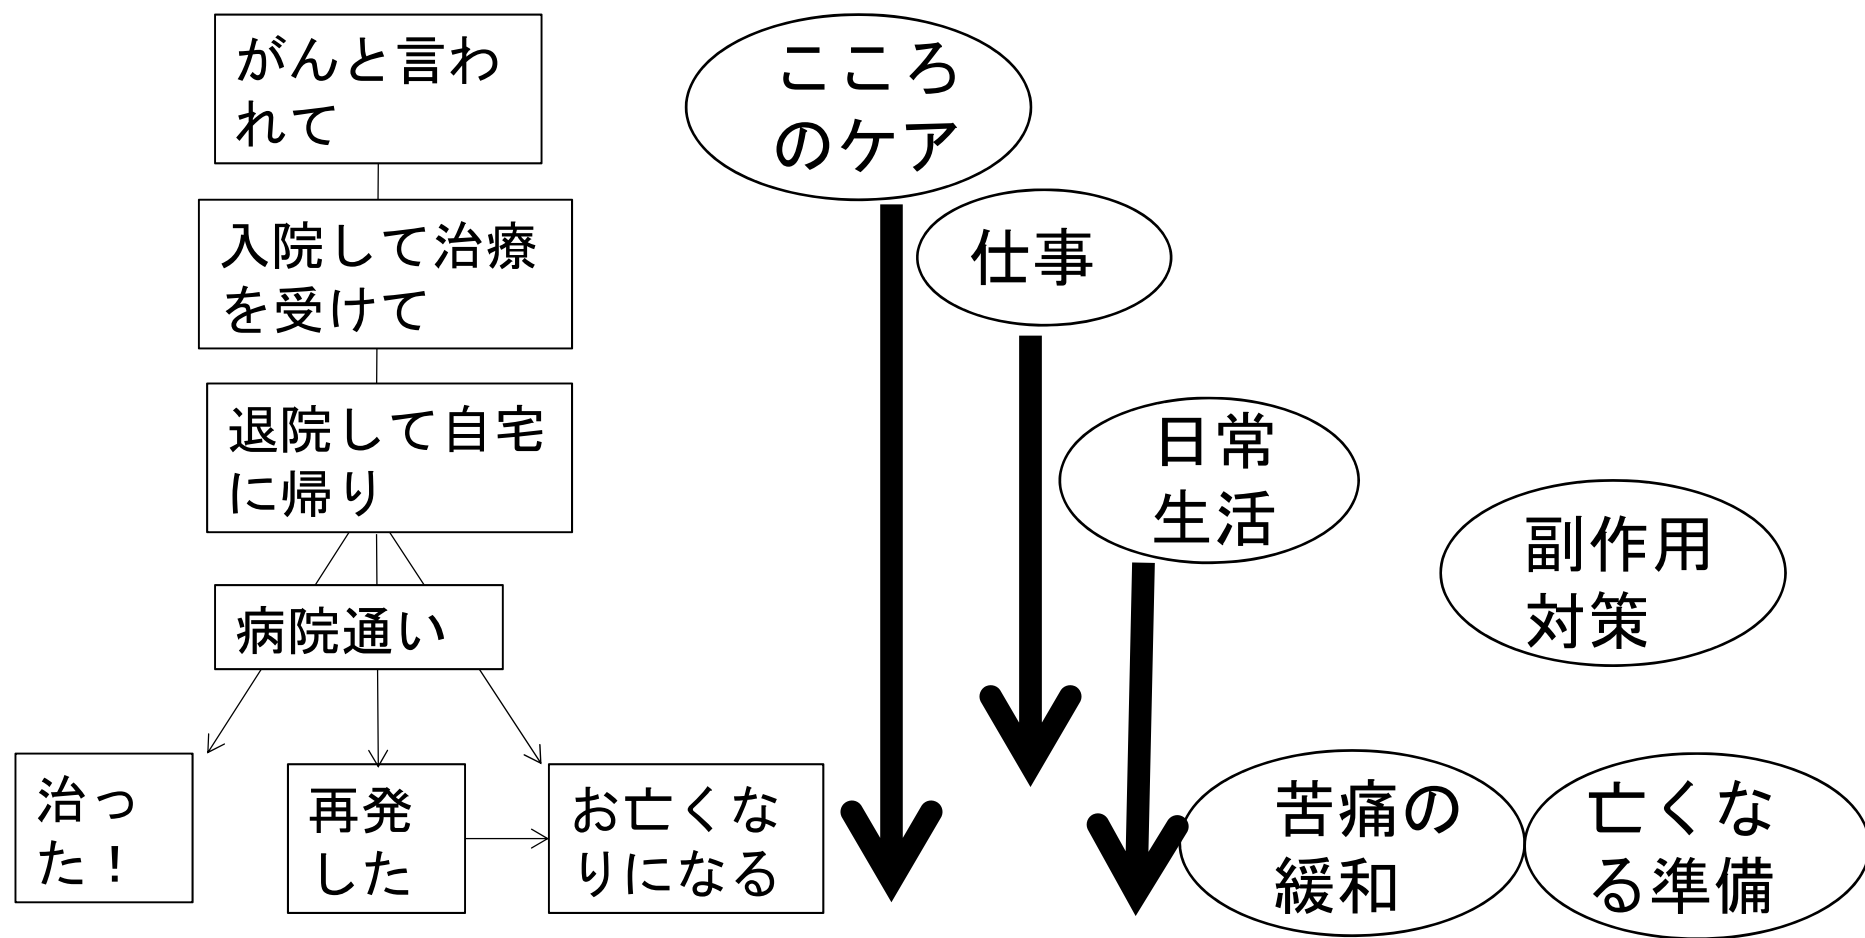 がんと言わ
れて
入院して治療
を受けて
退院して自宅
に帰り
病院通い
治っ
た！
再発
した
お亡くな
りになる
こころ
のケア
仕事
日常
生活
副作用
対策
苦痛の
緩和
亡くな
る準備